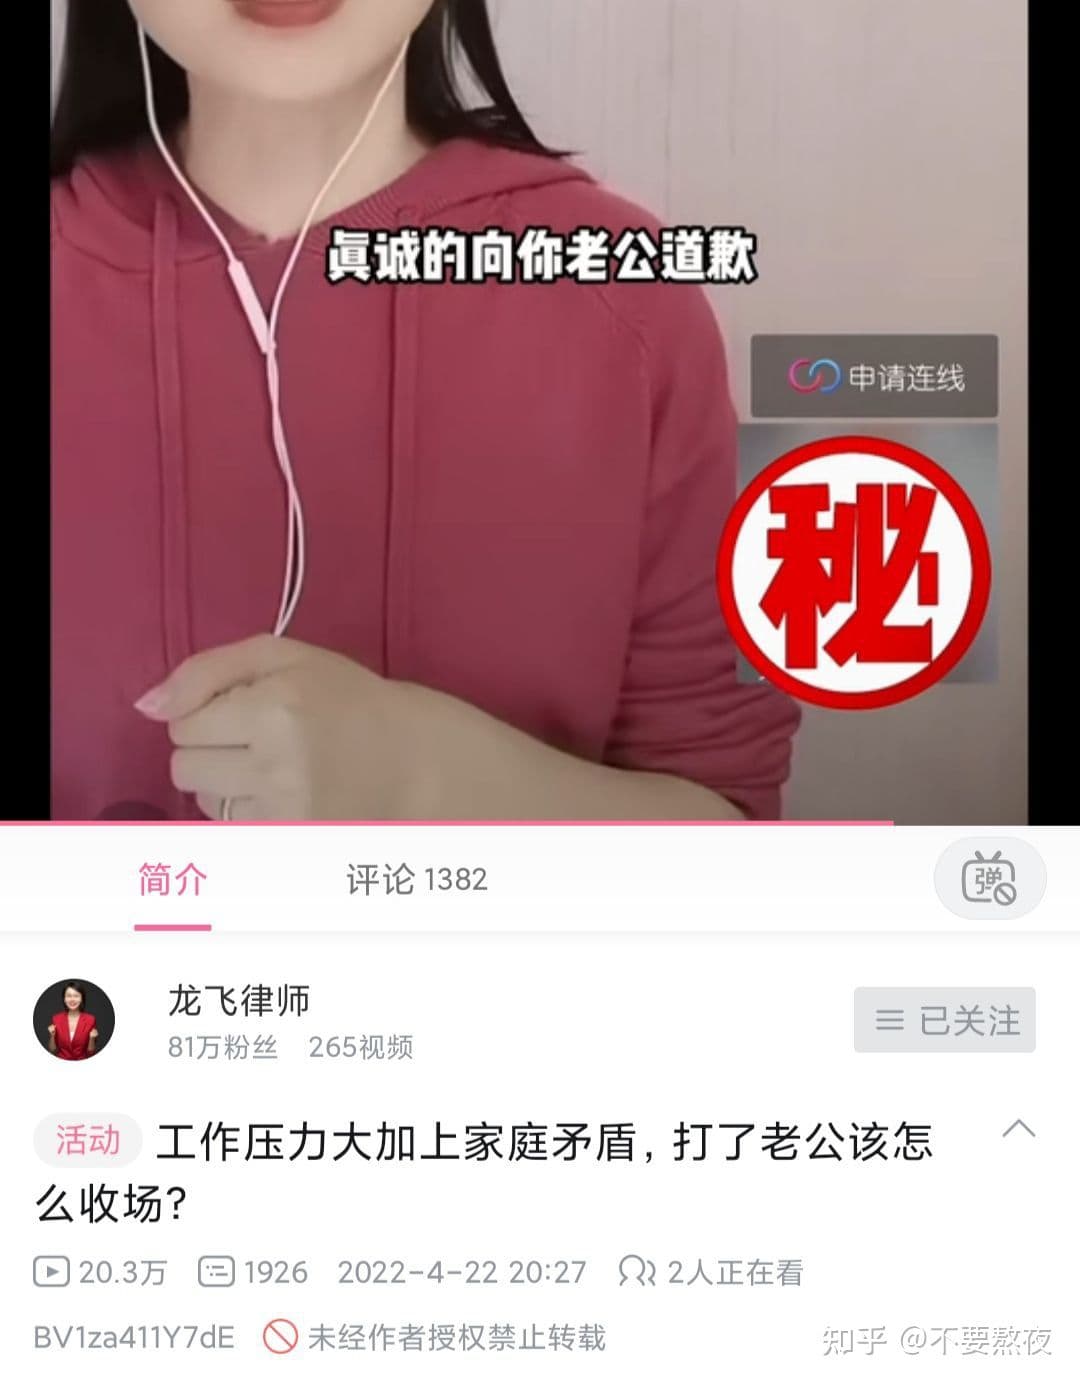 真诚的向你老公道歉
申请连线
秘
简介
评论 1382
弹
龙飞律师
81万粉丝 265视频
已关注
活动 工作压力大加上家庭矛盾，打了老公该怎
么收场？
20.3万 1926 2022-4-22 20:27 2人正在看
BV1za411Y7dE 未经作者授权禁止转载
知乎 @不要熬夜